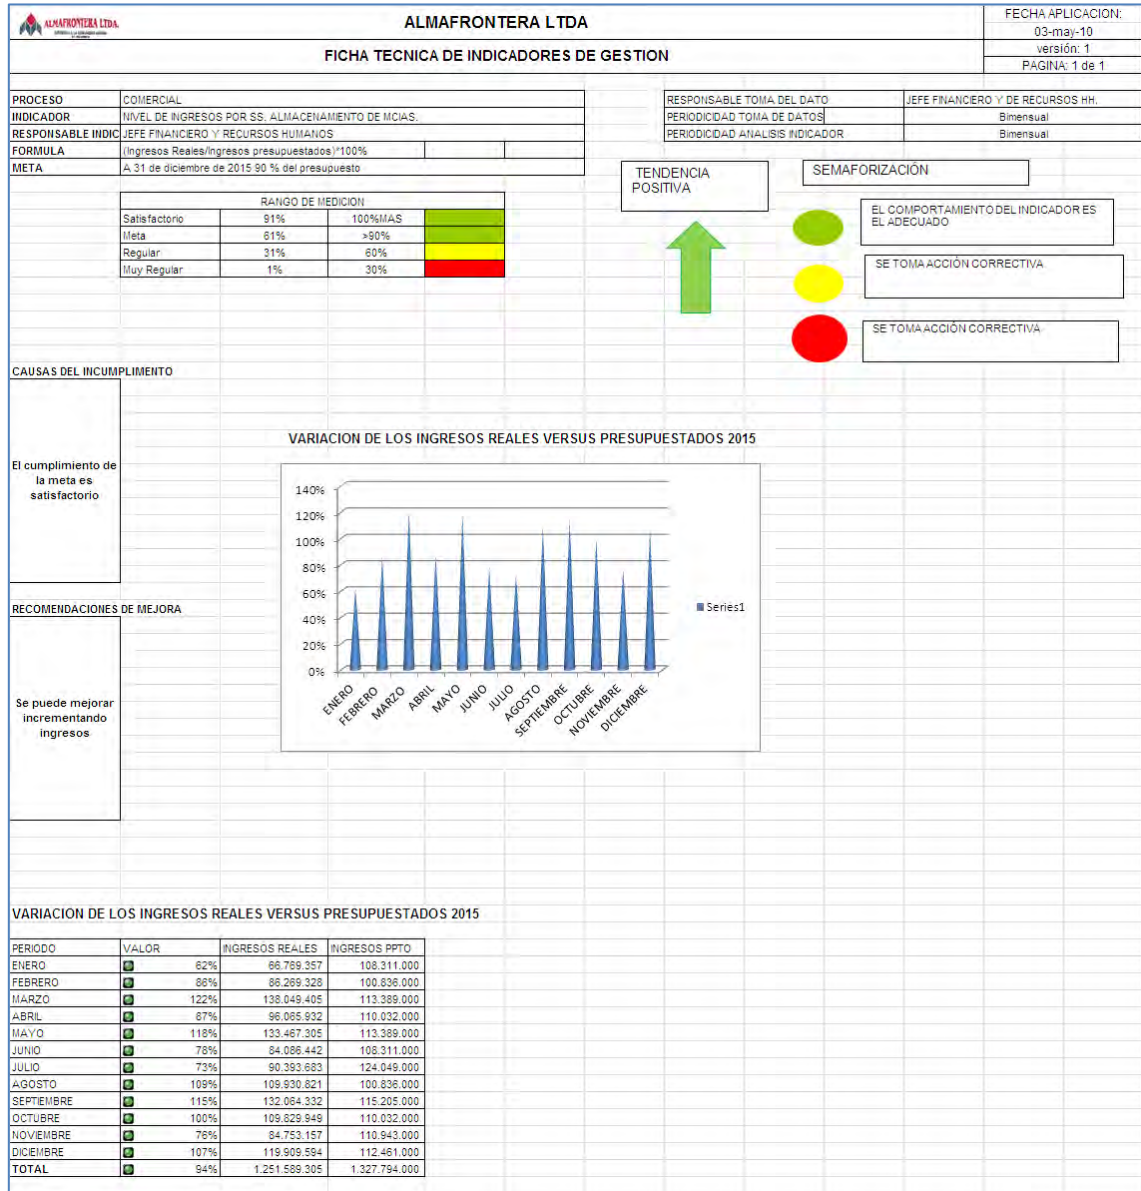 ALMAFRONTERA LTDA.
ALMAFRONTERA LTDA
FICHA TECNICA DE INDICADORES DE GESTION
FECHA APLICACION:
03-may-10
versión: 1
PAGINA: 1 de 1
PROCESO COMERCIAL
INDICADOR NIVEL DE INGRESOS POR SS. ALMACENAMIENTO DE MCIAS.
RESPONSABLE INDIC JEFE FINANCIERO Y RECURSOS HUMANOS
FORMULA (Ingresos Reales/Ingresos presupuestados)*100%
META A 31 de diciembre de 2015 90 % del presupuesto
RESPONSABLE TOMA DEL DATO JEFE FINANCIERO Y DE RECURSOS HH.
PERIODICIDAD TOMA DE DATOS Bimensual
PERIODICIDAD ANALISIS INDICADOR Bimensual
RANGO DE MEDICION
Satisfactorio 91% 100%MAS
Meta 61% >90%
Regular 31% 60%
Muy Regular 1% 30%
TENDENCIA
POSITIVA
SEMAFORIZACIÓN
EL COMPORTAMIENTO DEL INDICADOR ES
EL ADECUADO
SE TOMA ACCIÓN CORRECTIVA
SE TOMA ACCIÓN CORRECTIVA
CAUSAS DEL INCUMPLIMENTO
El cumplimiento de
la meta es
satisfactorio
RECOMENDACIONES DE MEJORA
Se puede mejorar
incrementando
ingresos
VARIACION DE LOS INGRESOS REALES VERSUS PRESUPUESTADOS 2015
140%
120%
100%
80%
60%
40%
20%
0%
ENERO
FEBRERO
MARZO
ABRIL
MAYO
JUNIO
JULIO
AGOSTO
SEPTIEMBRE
OCTUBRE
NOVIEMBRE
DICIEMBRE
Series1
VARIACION DE LOS INGRESOS REALES VERSUS PRESUPUESTADOS 2015
PERIODO VALOR INGRESOS REALES INGRESOS PPTO
ENERO 62% 66.769.357 108.311.000
FEBRERO 86% 86.269.328 100.836.000
MARZO 122% 138.049.405 113.389.000
ABRIL 87% 96.065.932 110.032.000
MAYO 118% 133.467.305 113.389.000
JUNIO 78% 84.086.442 108.311.000
JULIO 73% 90.393.683 124.049.000
AGOSTO 109% 109.930.821 100.836.000
SEPTIEMBRE 115% 132.064.332 115.205.000
OCTUBRE 100% 109.829.949 110.032.000
NOVIEMBRE 76% 84.753.157 110.943.000
DICIEMBRE 107% 119.909.594 112.461.000
TOTAL 94% 1.251.589.305 1.327.794.000